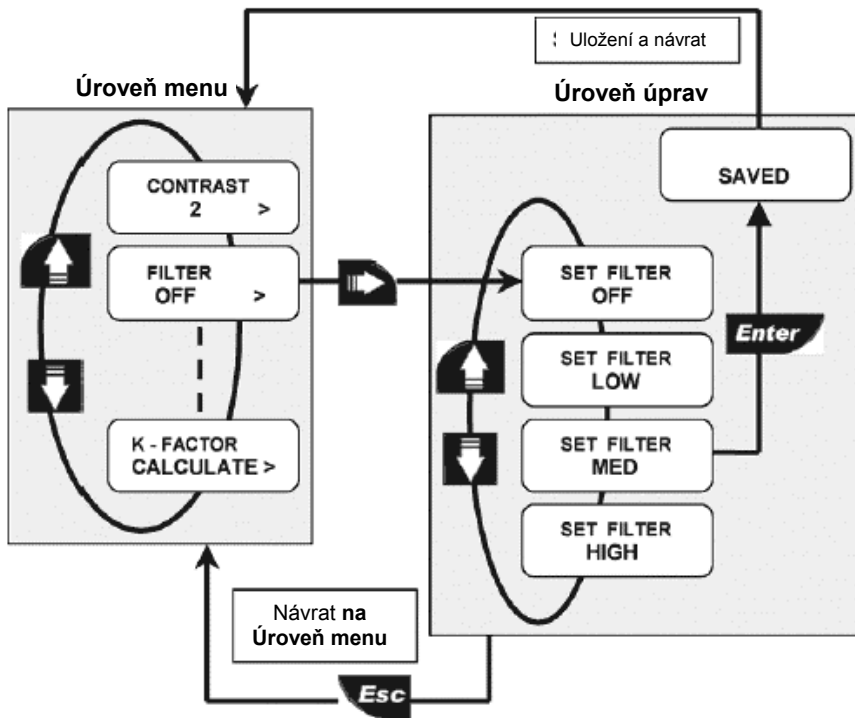 Uložení a návrat
Úroveň menu
Úroveň úprav
CONTRAST
2 >
FILTER
OFF >
K - FACTOR
CALCULATE >
SAVED
SET FILTER
OFF
SET FILTER
LOW
SET FILTER
MED
SET FILTER
HIGH
Enter
Návrat na
Úroveň menu
Esc